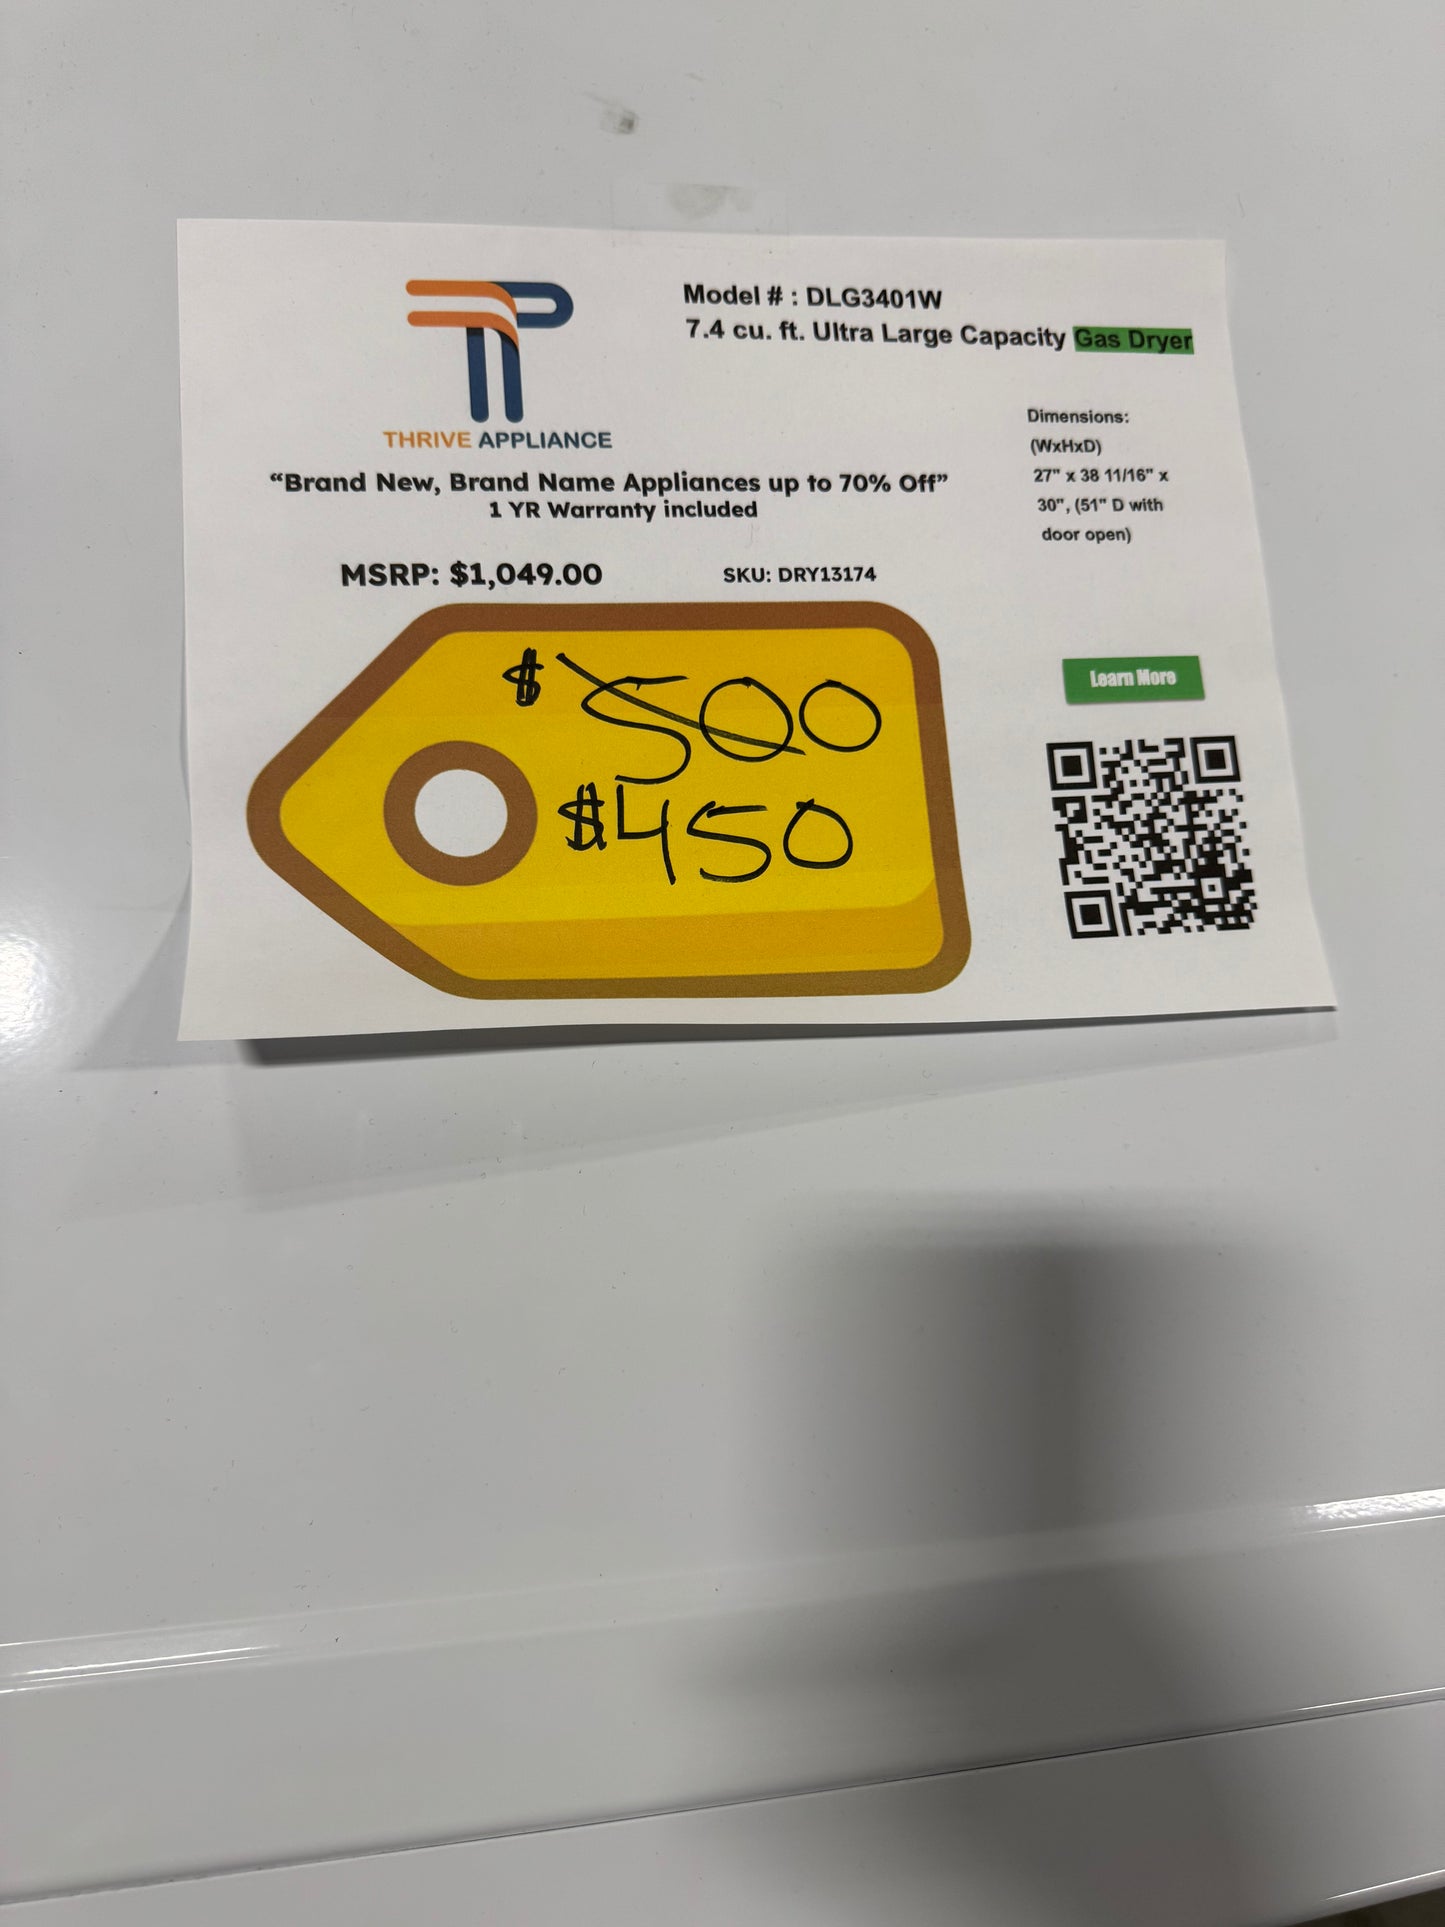 THRIVE APPLIANCE
Model # : DLG3401W
7.4 cu. ft. Ultra Large Capacity Gas Dryer
"Brand New, Brand Name Appliances up to 70% Off"
1 YR Warranty included
Dimensions:
(WxHxD)
27" x 38 11/16" x
30", (51" D with
door open)
MSRP: $1,049.00
SKU: DRY13174
$ 500
$450
Learn More